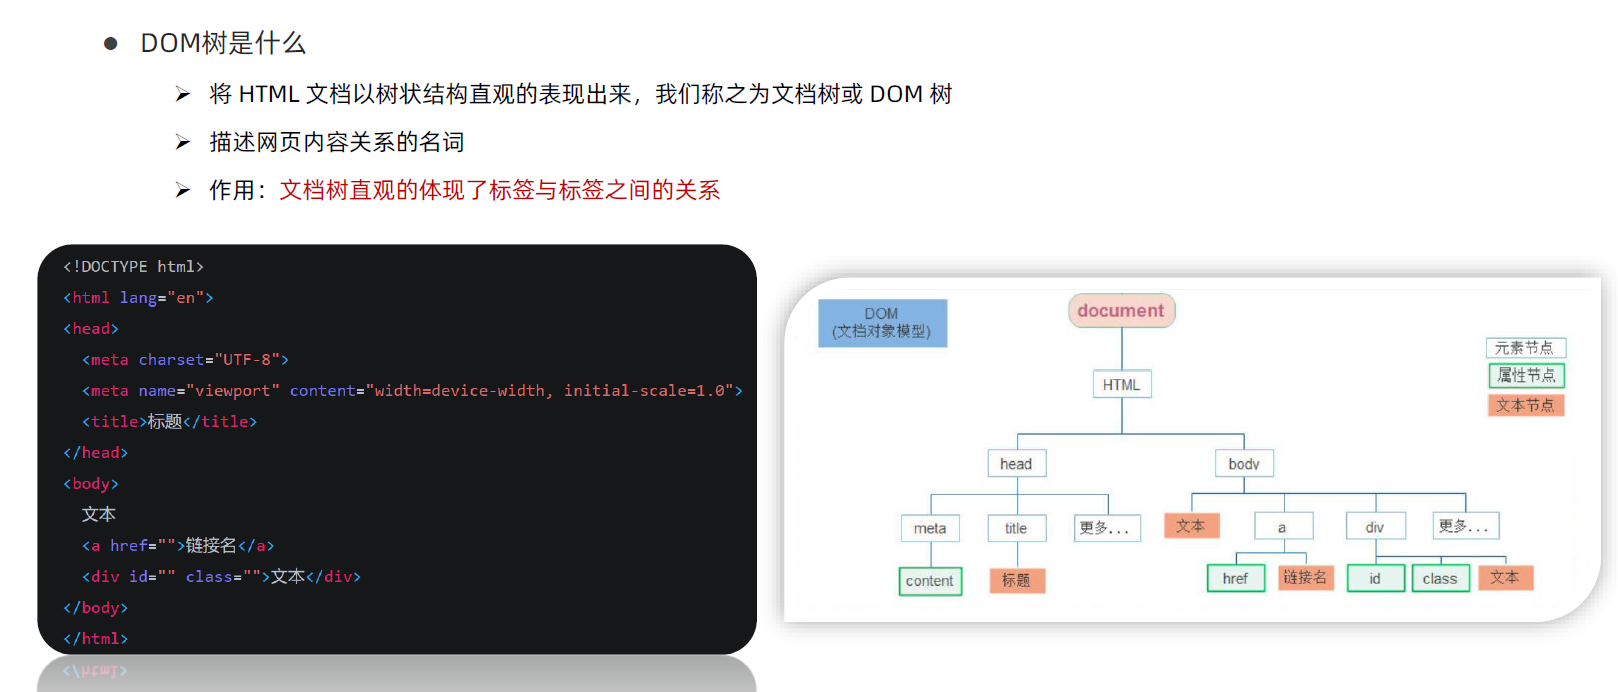 ● DOM树是什么
➢ 将 HTML 文档以树状结构直观的表现出来，我们称之为文档树或 DOM 树
➢ 描述网页内容关系的名词
➢ 作用：文档树直观的体现了标签与标签之间的关系
<!DOCTYPE html>
<html lang="en">
<head>
  <meta charset="UTF-8">
  <meta name="viewport" content="width=device-width, initial-scale=1.0">
  <title>标题</title>
</head>
<body>
  文本
  <a href="">链接名</a>
  <div id="" class="">文本</div>
</body>
</html>
DOM
(文档对象模型)
document
元素节点
属性节点
文本节点
HTML
head
body
meta
title
更多...
文本
a
div
更多...
content
标题
href
链接名
id
class
文本